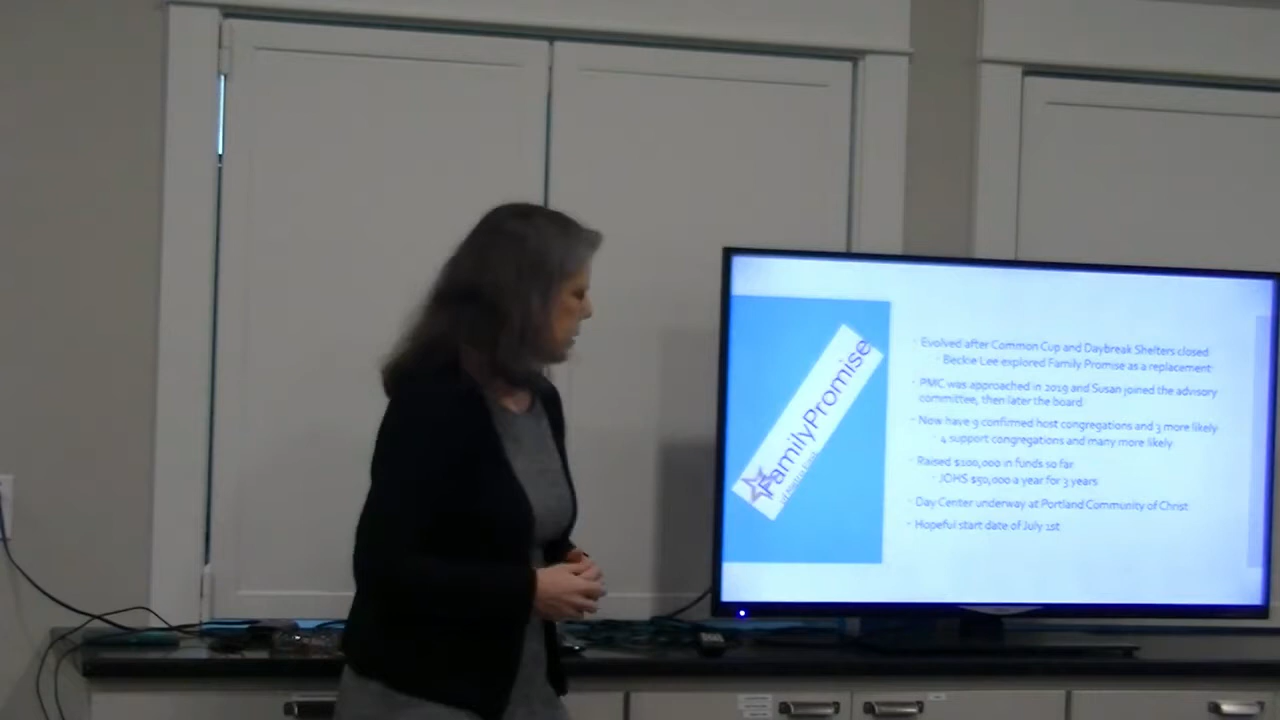 FamilyPromise
Evolved after Common Cup and Daybreak Shelters closed
Beckie Lee explored Family Promise as a replacement
PMC was approached in 2019 and Susan joined the advisory
committee, then later the board
Now have 9 confirmed host congregations and 3 more likely
4 support congregations and many more likely
Raised $100,000 in funds so far
JOHS $50,000 a year for 3 years
Day Center underway at Portland Community of Christ
Hopeful start date of July 1st